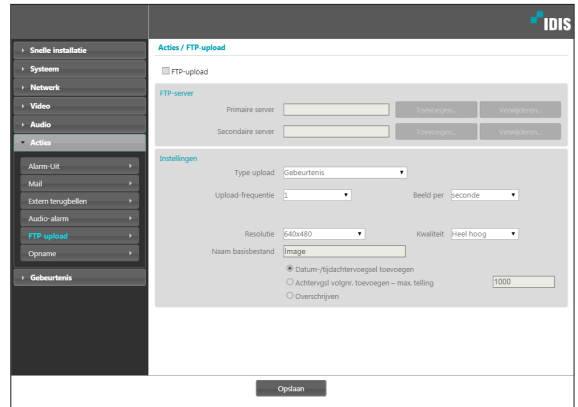 IDIS
Snelle installatie
Systeem
Netwerk
Video
Audio
Acties
Alarm-Uit
Mail
Extern terugbellen
Audio-alarm
FTP-upload
Opname
Gebeurtenis
Acties / FTP-upload
FTP-upload
FTP-server
Primaire server Toevoegen... Verwijderen...
Secondaire server Toevoegen... Verwijderen...
Instellingen
Type upload Gebeurtenis
Upload-frequentie 1 Beeld per seconde
Resolutie 640x480 Kwaliteit Heel hoog
Naam basisbestand Image
Datum-/tijdachtervoegsel toevoegen
Achtervgsl volgnr. toevoegen – max. telling 1000
Overschrijven
Opslaan